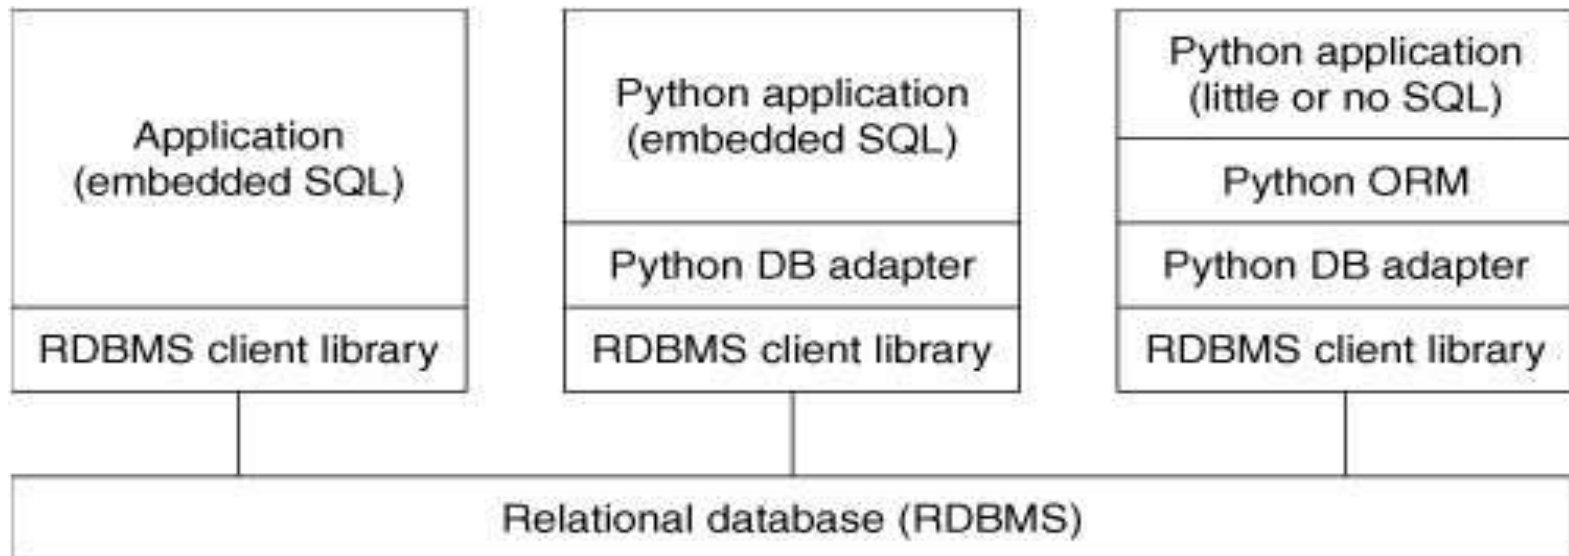 Application
(embedded SQL)
RDBMS client library
Python application
(embedded SQL)
Python DB adapter
RDBMS client library
Python application
(little or no SQL)
Python ORM
Python DB adapter
RDBMS client library
Relational database (RDBMS)